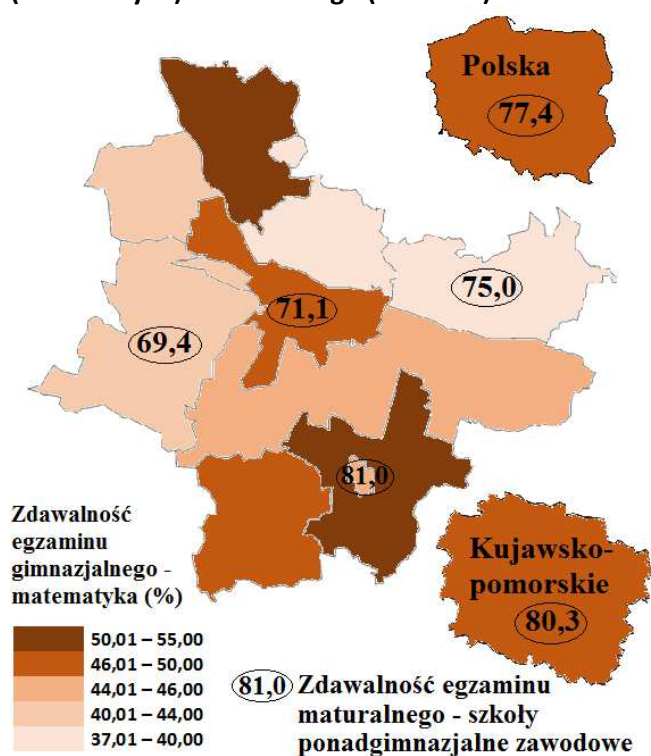 Polska
77,4
75,0
71,1
69,4
81,0
Zdawalność
egzaminu
gimnazjalnego -
matematyka (%)
50,01 – 55,00
46,01 – 50,00
44,01 – 46,00
40,01 – 44,00
37,01 – 40,00
Kujawsko-
pomorskie
80,3
81,0 Zdawalność egzaminu
maturalnego - szkoły
ponadgimnazjalne zawodowe